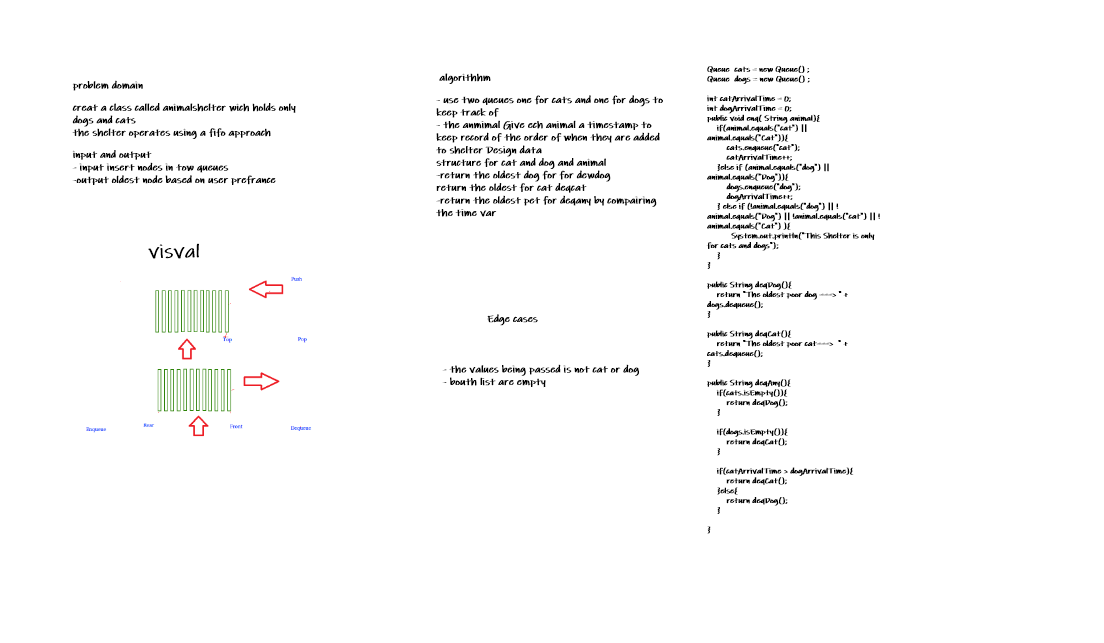 problem domain
creat a class called animalshelter wich holds only
dogs and cats
the shelter operates using a fifo approach
input and output
- input insert nodes in tow queues
-output oldest node based on user prefrance
visval
Push
Top
Pop
Enqueue
Rear
Front
Dequeue
algorithhm
- use two queues one for cats and one for dogs to
keep track of
- the anmimal Give ech animal a timestamp to
keep record of the order of when they are added
to shelter Design data
structure for cat and dog and animal
-return the oldest dog for for dewdog
return the oldest for cat deqcat
-return the oldest pet for deqany by compairing
the time var
Edge cases
- the values being passed is not cat or dog
- bouth list are empty
Queue cats = new Queue() ;
Queue dogs = new Queue() ;
int catArrivalTime = 0;
int dogArrivalTime = 0;
public void enq( String animal){
if(animal.equals("cat") ||
animal.equals("Cat")){
cats.enqueue("cat");
catArrivalTime++;
}else if (animal.equals("dog") ||
animal.equals("Dog")){
dogs.enqueue("dog");
dogArrivalTime++;
} else if (!animal.equals("dog") || !
animal.equals("Dog") || !animal.equals("cat") || !
animal.equals("Cat") ){
System.out.println("This Shelter is only
for cats and dogs");
}
}
public String deqDog(){
return "The oldest poor dog ===> " +
dogs.dequeue();
}
public String deqCat(){
return "The oldest poor cat===> " +
cats.dequeue();
}
public String deqAny(){
if(cats.isEmpty()){
return deqDog();
}
if(dogs.isEmpty()){
return deqCat();
}
if(catArrivalTime > dogArrivalTime){
return deqCat();
}else{
return deqDog();
}
}